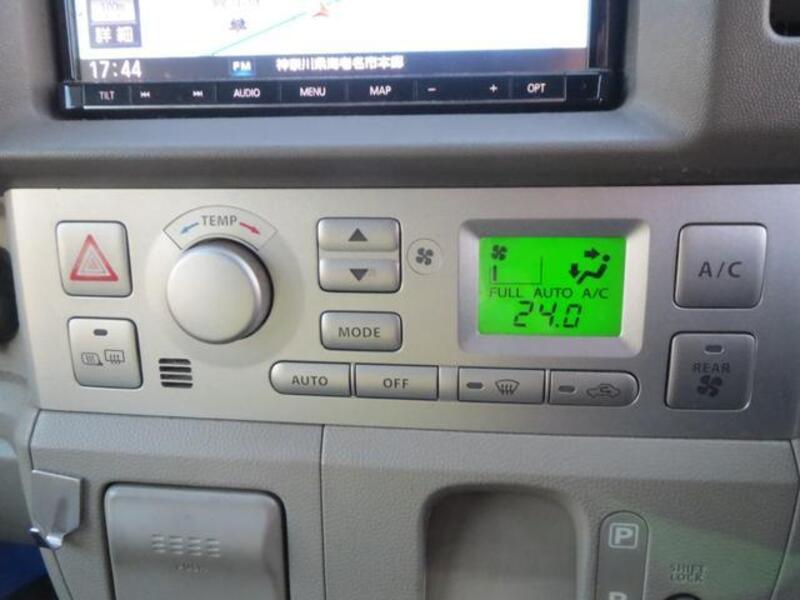 詳細
17:44 FM 神奈川県海老名市本郷
TILT AUDIO MENU MAP − + OPT
TEMP
MODE
AUTO OFF
FULL AUTO A/C
24.0
A/C
REAR
P
SHIFT
LOCK
R